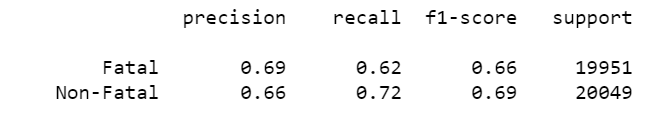 precision recall f1-score support
Fatal 0.69 0.62 0.66 19951
Non-Fatal 0.66 0.72 0.69 20049